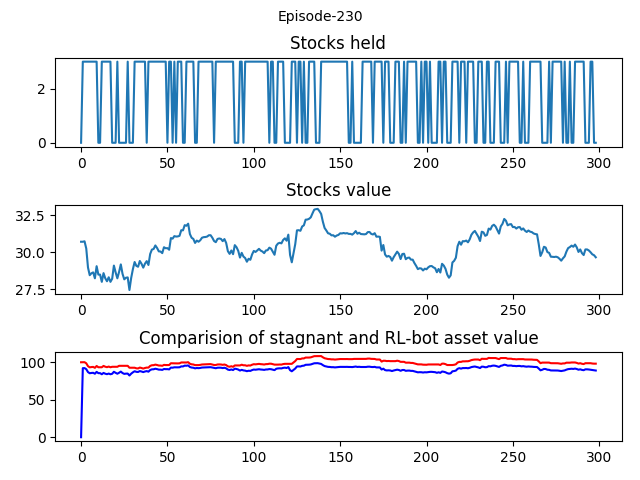 Episode-230
Stocks held
2
0
0 50 100 150 200 250 300
Stocks value
32.5
30.0
27.5
0 50 100 150 200 250 300
Comparision of stagnant and RL-bot asset value
100
50
0
0 50 100 150 200 250 300